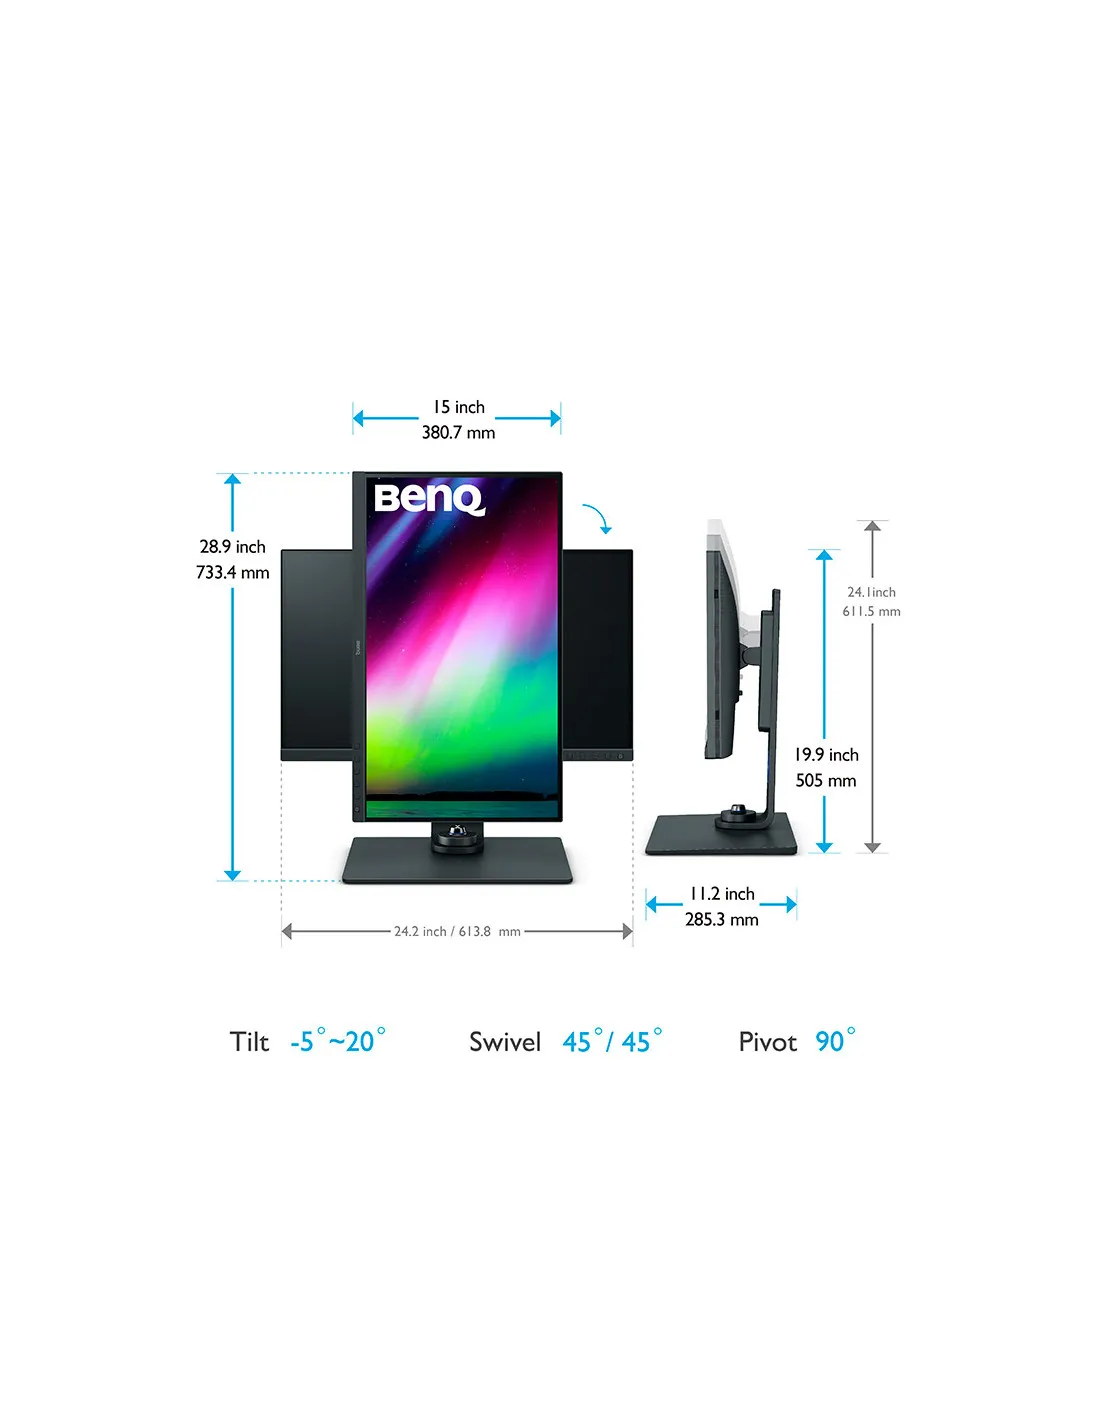 15 inch
380.7 mm
BenQ
28.9 inch
733.4 mm
BenQ
24.1inch
611.5 mm
19.9 inch
505 mm
11.2 inch
285.3 mm
24.2 inch / 613.8 mm
Tilt -5°~20° Swivel 45°/ 45° Pivot 90°